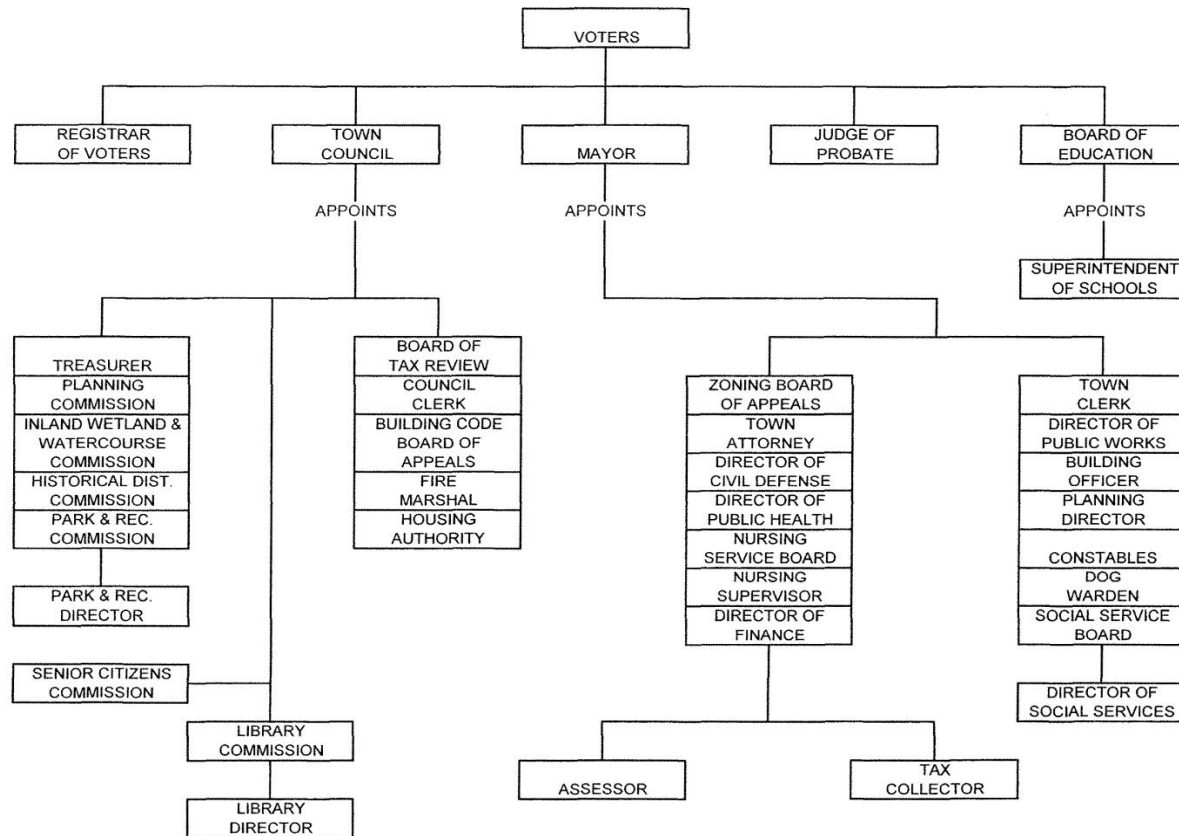 VOTERS
REGISTRAR
OF VOTERS
TOWN
COUNCIL
MAYOR
JUDGE OF
PROBATE
BOARD OF
EDUCATION
APPOINTS
APPOINTS
APPOINTS
SUPERINTENDENT
OF SCHOOLS
TREASURER
PLANNING
COMMISSION
INLAND WETLAND &
WATERCOURSE
COMMISSION
HISTORICAL DIST.
COMMISSION
PARK & REC.
COMMISSION
PARK & REC.
DIRECTOR
SENIOR CITIZENS
COMMISSION
LIBRARY
COMMISSION
LIBRARY
DIRECTOR
BOARD OF
TAX REVIEW
COUNCIL
CLERK
BUILDING CODE
BOARD OF
APPEALS
FIRE
MARSHAL
HOUSING
AUTHORITY
ZONING BOARD
OF APPEALS
TOWN
ATTORNEY
DIRECTOR OF
CIVIL DEFENSE
DIRECTOR OF
PUBLIC HEALTH
NURSING
SERVICE BOARD
NURSING
SUPERVISOR
DIRECTOR OF
FINANCE
ASSESSOR
TAX
COLLECTOR
TOWN
CLERK
DIRECTOR OF
PUBLIC WORKS
BUILDING
OFFICER
PLANNING
DIRECTOR
CONSTABLES
DOG
WARDEN
SOCIAL SERVICE
BOARD
DIRECTOR OF
SOCIAL SERVICES